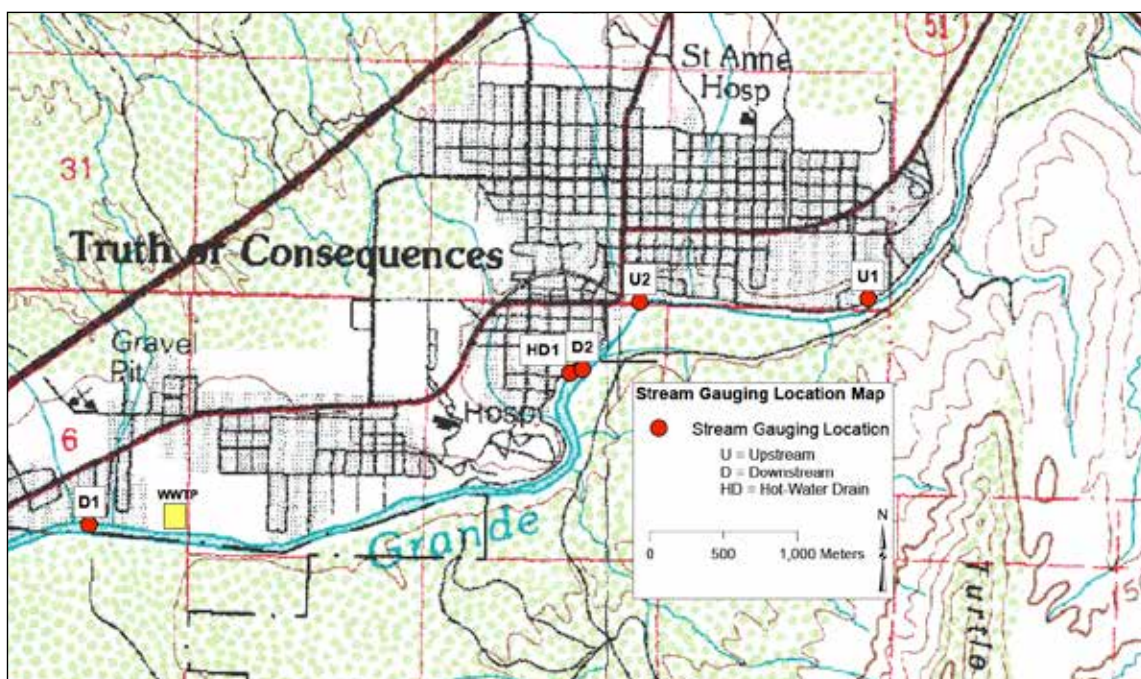 51
St Anne
Hosp
31
Truth or Consequences
U2
U1
HD1
D2
Gravel
Pit
Hosp
6
D1
WWTP
Grande
Stream Gauging Location Map
Stream Gauging Location
U = Upstream
D = Downstream
HD = Hot-Water Drain
N
0 500 1,000 Meters
Turtle
5